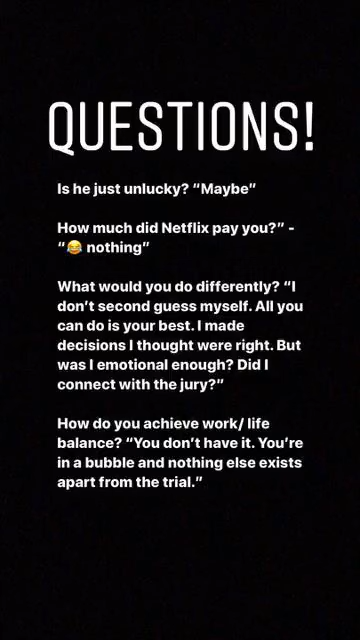 QUESTIONS!
Is he just unlucky? “Maybe”
How much did Netflix pay you?” -
“😂 nothing”
What would you do differently? “I
don’t second guess myself. All you
can do is your best. I made
decisions I thought were right. But
was I emotional enough? Did I
connect with the jury?”
How do you achieve work/ life
balance? “You don’t have it. You’re
in a bubble and nothing else exists
apart from the trial.”